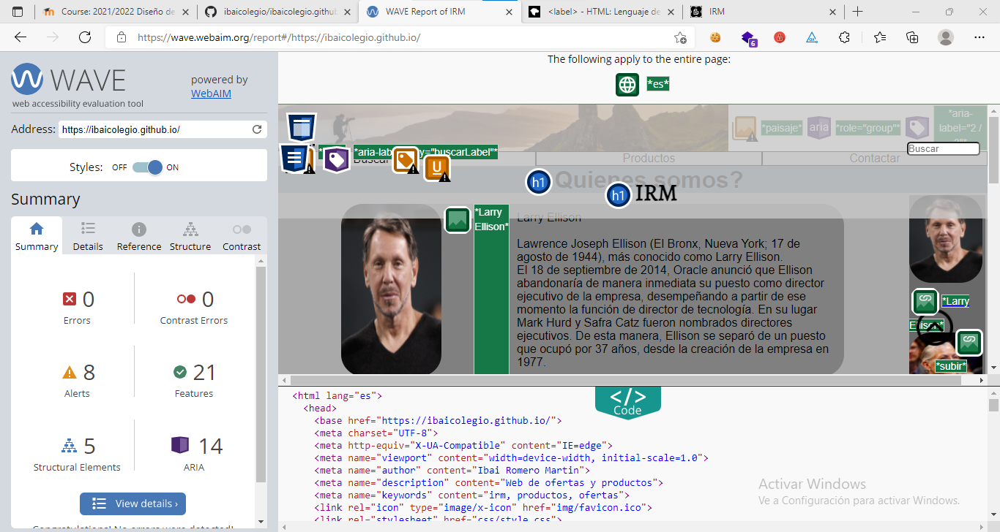 Course: 2021/2022 Diseño de
ibaicolegio/ibaicolegio.github
WAVE Report of IRM
<label> - HTML: Lenguaje de
IRM
https://wave.webaim.org/report#/https://ibaicolegio.github.io/
6
WAVE
web accessibility evaluation tool
powered by
WebAIM
Address: https://ibaicolegio.github.io/
Styles: OFF ON
Summary
Summary Details Reference Structure Contrast
0
Errors
0
Contrast Errors
8
Alerts
21
Features
5
Structural Elements
14
ARIA
View details ›
Congratulations! No errors were detected!
The following apply to the entire page:
*es*
*paisaje* aria *role="group"* *aria-
label="2 /
Buscar
Productos
Contactar
Buscar
U
h1 Quienes somos?
h1 IRM
*Larry
Ellison*
Larry Ellison
Lawrence Joseph Ellison (El Bronx, Nueva York; 17 de
agosto de 1944), más conocido como Larry Ellison.
El 18 de septiembre de 2014, Oracle anunció que Ellison
abandonaría de manera inmediata su puesto como director
ejecutivo de la empresa, desempeñando a partir de ese
momento la función de director de tecnología. En su lugar
Mark Hurd y Safra Catz fueron nombrados directores
ejecutivos. De esta manera, Ellison se separó de un puesto
que ocupó por 37 años, desde la creación de la empresa en
1977.
*Larry
Ellison*
*subir*
</>
Code
<html lang="es">
<head>
<base href="https://ibaicolegio.github.io/">
<meta charset="UTF-8">
<meta http-equiv="X-UA-Compatible" content="IE=edge">
<meta name="viewport" content="width=device-width, initial-scale=1.0">
<meta name="author" content="Ibai Romero Martin">
<meta name="description" content="Web de ofertas y productos">
<meta name="keywords" content="irm, productos, ofertas">
<link rel="icon" type="image/x-icon" href="img/favicon.ico">
<link rel="stylesheet" href="css/style.css">
Activar Windows
Ve a Configuración para activar Windows.